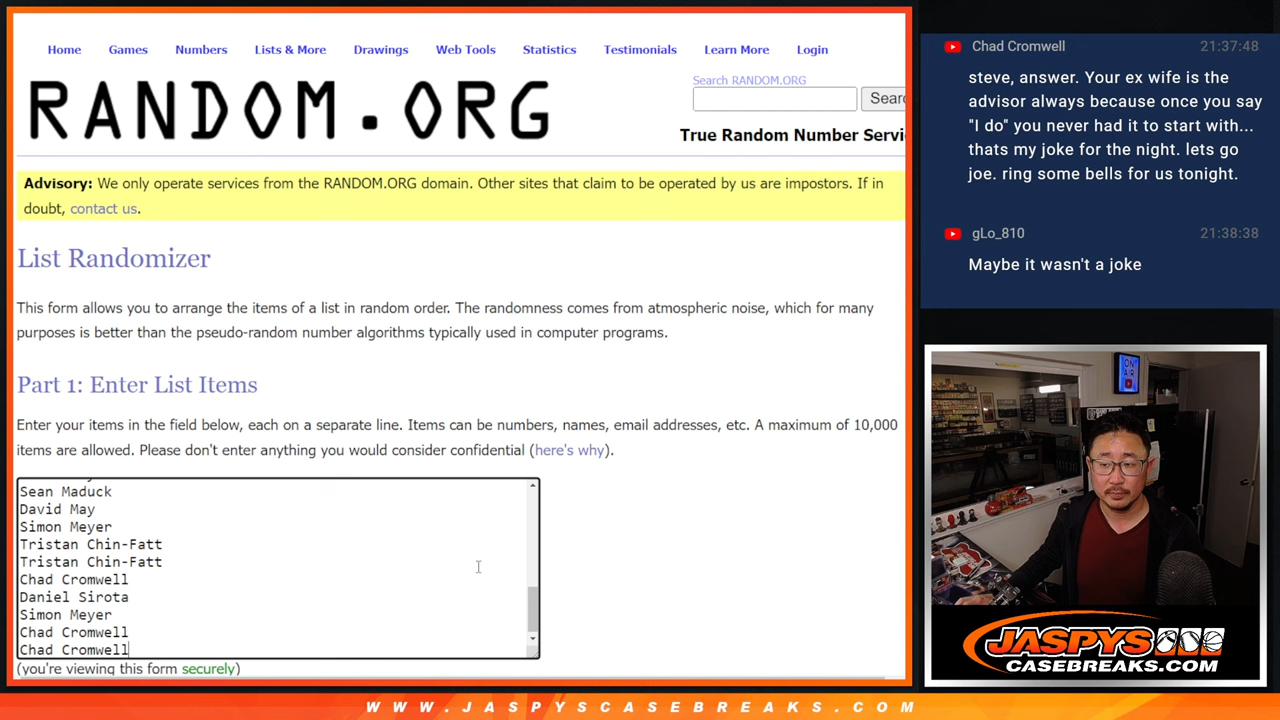 Home Games Numbers Lists & More Drawings Web Tools Statistics Testimonials Learn More Login
RANDOM.ORG
Search RANDOM.ORG
Searc
True Random Number Servi
Advisory: We only operate services from the RANDOM.ORG domain. Other sites that claim to be operated by us are impostors. If in
doubt, contact us.
List Randomizer
This form allows you to arrange the items of a list in random order. The randomness comes from atmospheric noise, which for many
purposes is better than the pseudo-random number algorithms typically used in computer programs.
Part 1: Enter List Items
Enter your items in the field below, each on a separate line. Items can be numbers, names, email addresses, etc. A maximum of 10,000
items are allowed. Please don't enter anything you would consider confidential (here's why).
Sean Maduck
David May
Simon Meyer
Tristan Chin-Fatt
Tristan Chin-Fatt
Chad Cromwell
Daniel Sirota
Simon Meyer
Chad Cromwell
Chad Cromwell
(you're viewing this form securely)
Chad Cromwell 21:37:48
steve, answer. Your ex wife is the
advisor always because once you say
"I do" you never had it to start with...
thats my joke for the night. lets go
joe. ring some bells for us tonight.
gLo_810 21:38:38
Maybe it wasn't a joke
ON
AIR
JASPYS
CASEBREAKS.COM
WWW.JASPYSCASEBREAKS.COM